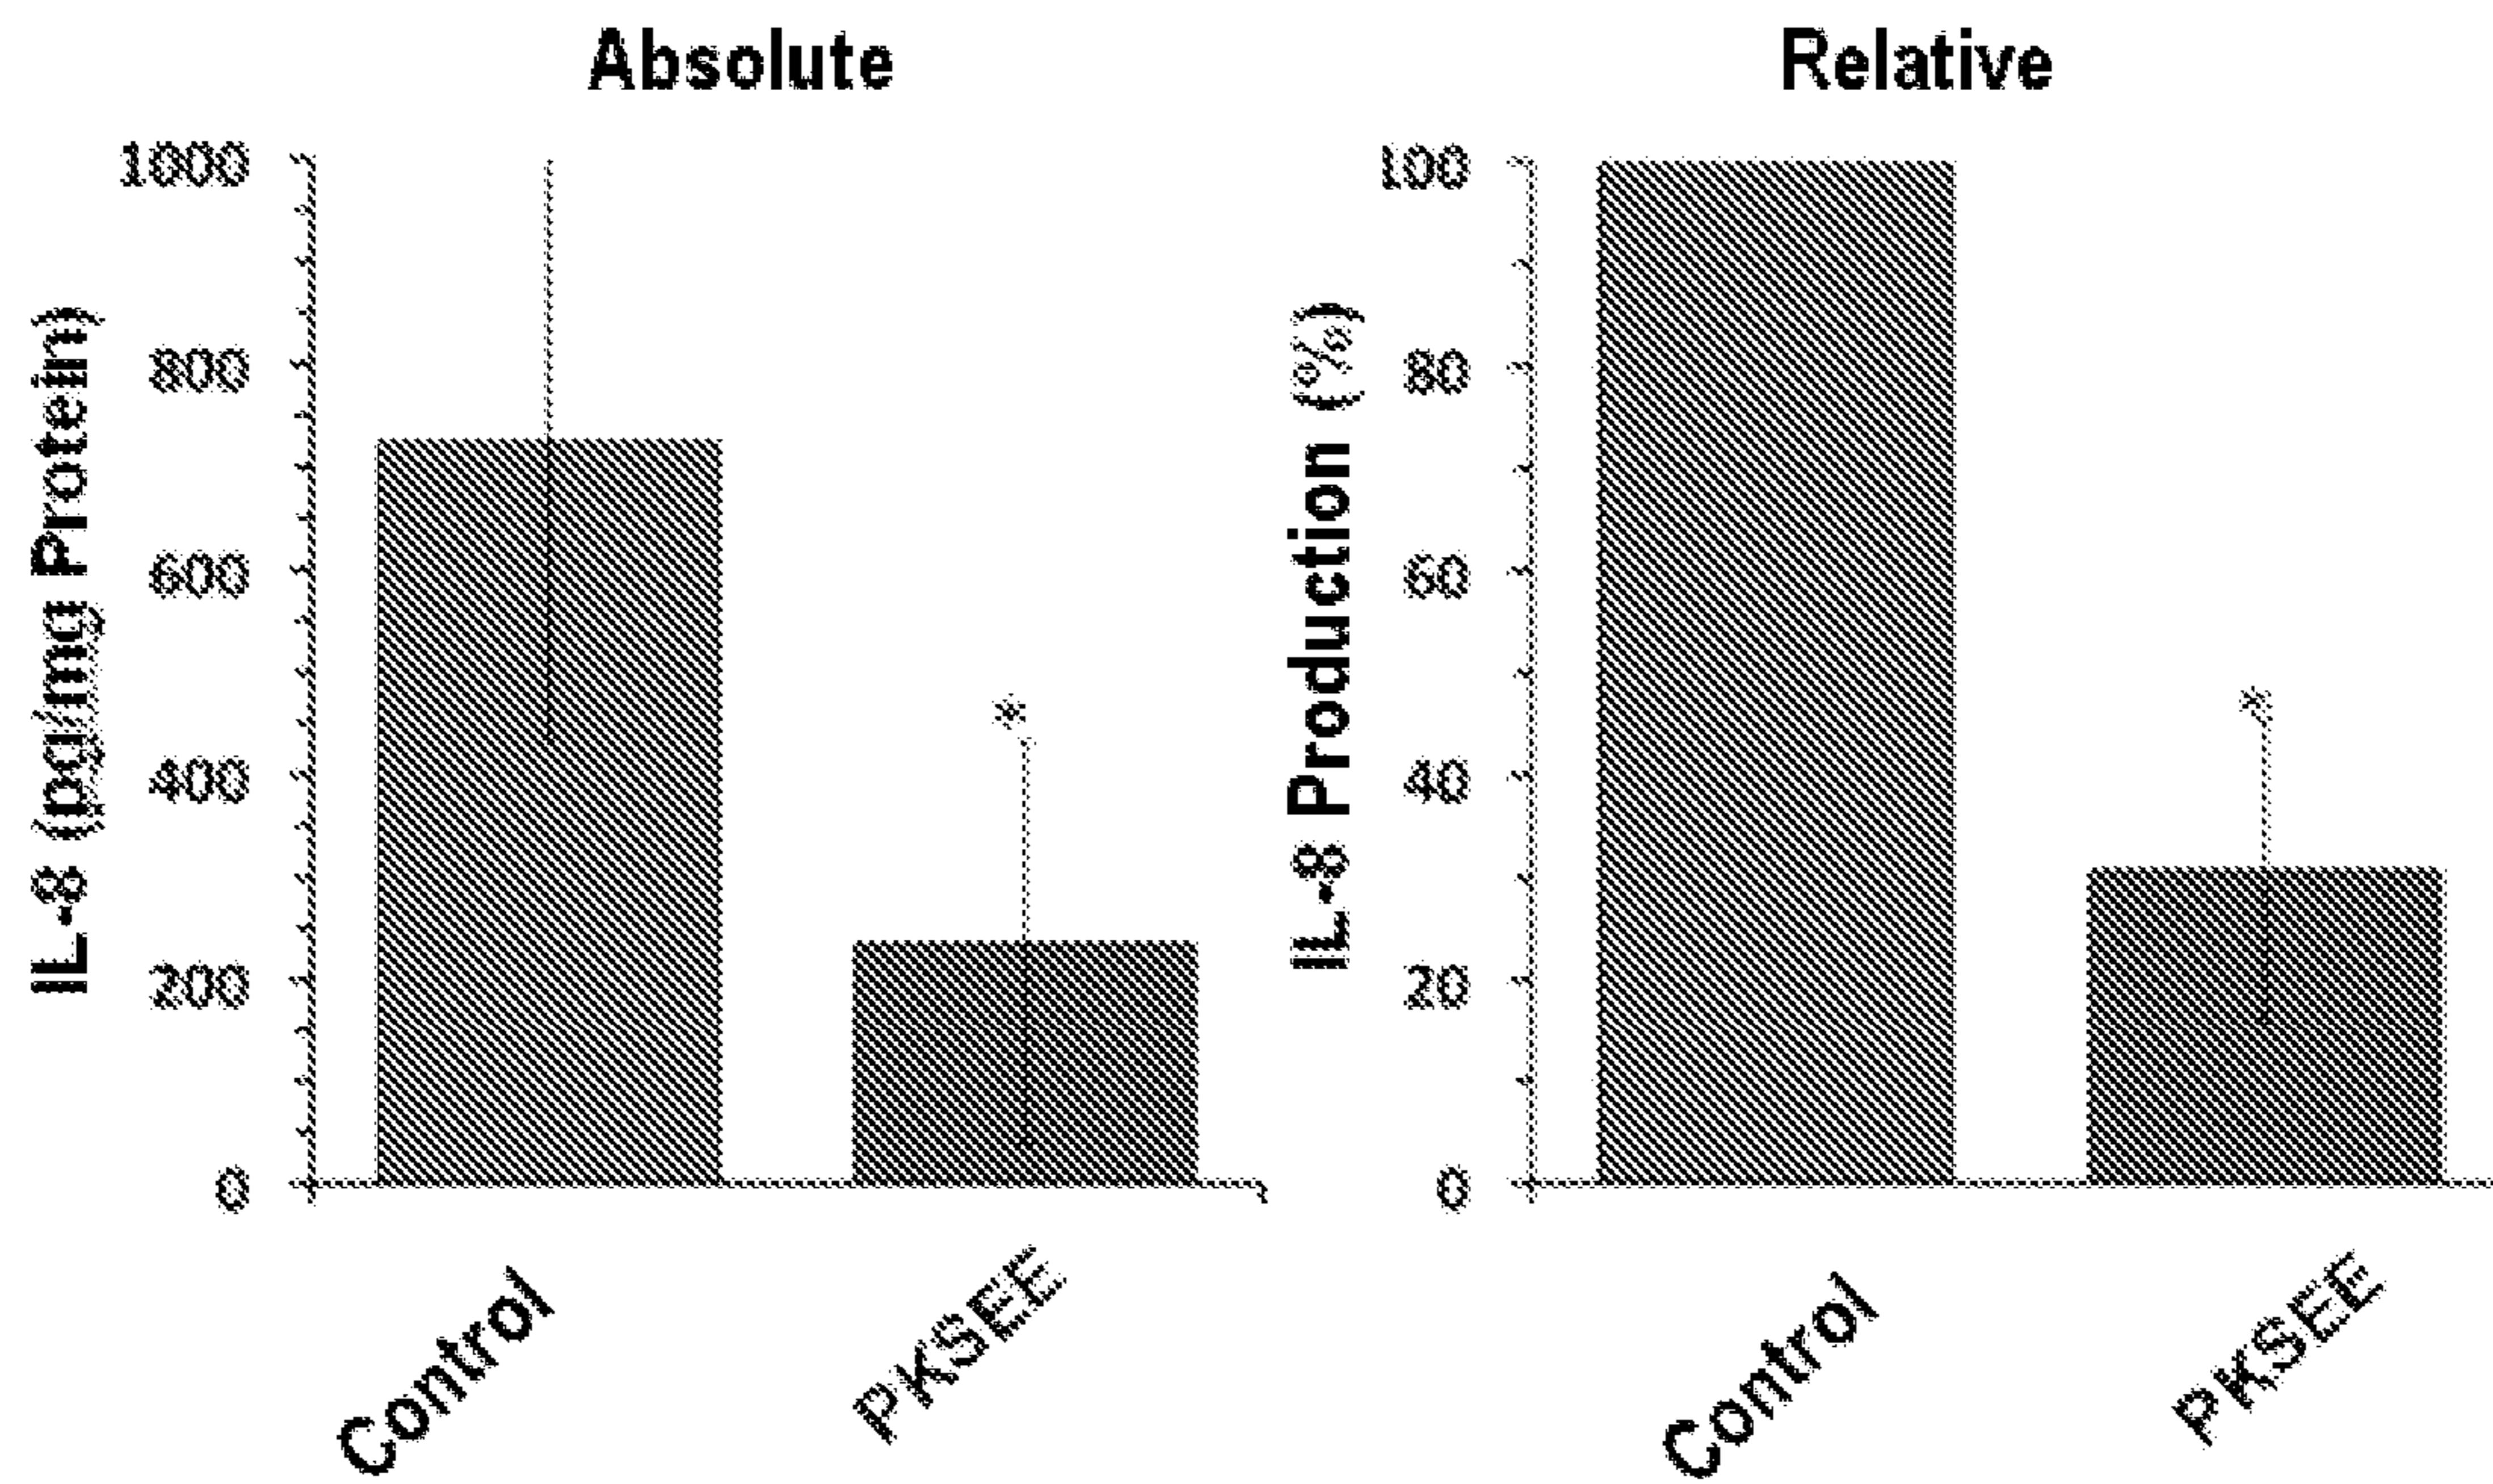 Absolute
IL-8 (pg/mg Protein)
1000
800
600
400
200
0
*
Control
PKSEE
Relative
IL-8 Production (%)
100
80
60
40
20
0
*
Control
PKSEE